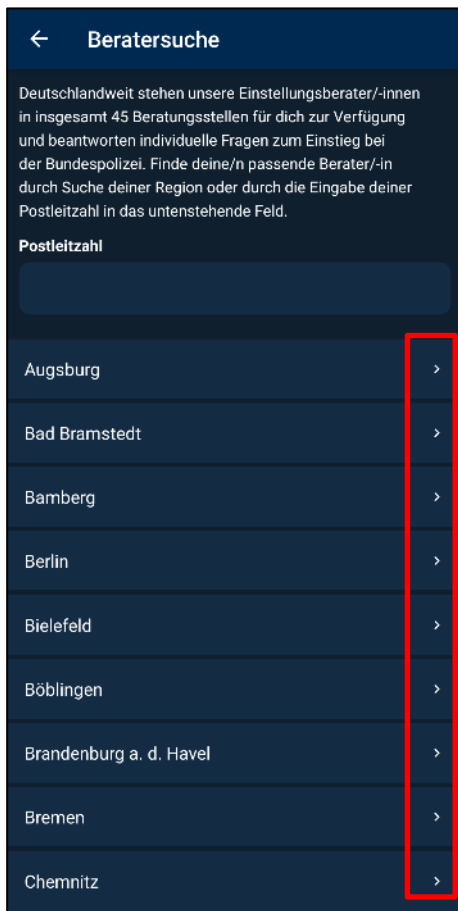 Beratersuche
Deutschlandweit stehen unsere Einstellungsberater/-innen
in insgesamt 45 Beratungsstellen für dich zur Verfügung
und beantworten individuelle Fragen zum Einstieg bei
der Bundespolizei. Finde deine/n passende Berater/-in
durch Suche deiner Region oder durch die Eingabe deiner
Postleitzahl in das untenstehende Feld.
Postleitzahl
Augsburg
Bad Bramstedt
Bamberg
Berlin
Bielefeld
Böblingen
Brandenburg a. d. Havel
Bremen
Chemnitz